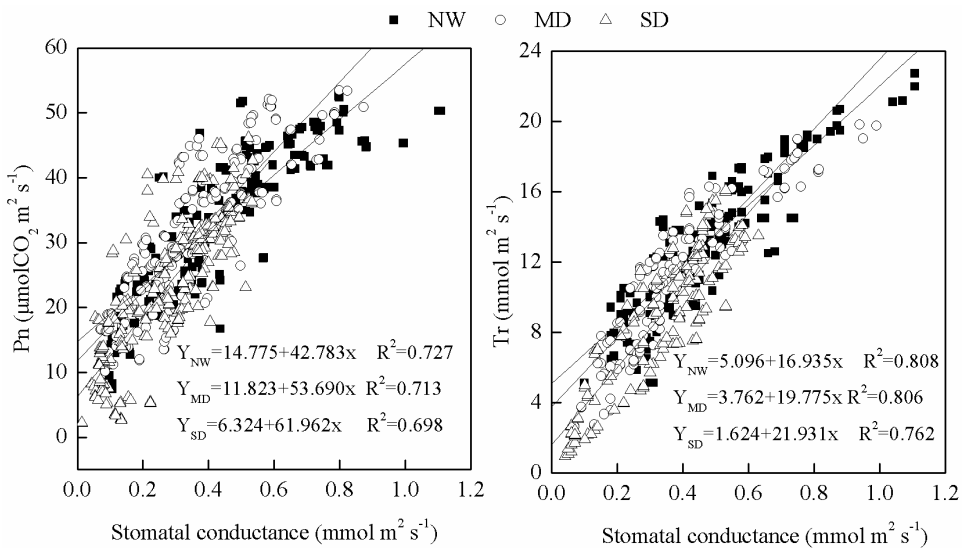 NW MD SD
60
50
40
30
20
10
0
Pn (μmolCO2 m2 s-1)
YNW=14.775+42.783x R2=0.727
YMD=11.823+53.690x R2=0.713
YSD=6.324+61.962x R2=0.698
0.0 0.2 0.4 0.6 0.8 1.0 1.2
Stomatal conductance (mmol m2 s-1)
24
20
16
12
8
4
0
Tr (mmol m2 s-1)
YNW=5.096+16.935x R2=0.808
YMD=3.762+19.775x R2=0.806
YSD=1.624+21.931x R2=0.762
0.0 0.2 0.4 0.6 0.8 1.0 1.2
Stomatal conductance (mmol m2 s-1)